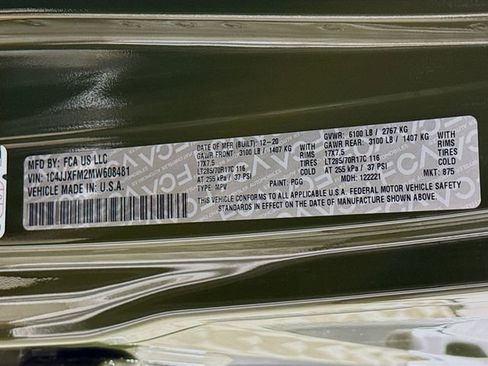 MFD BY: FCA US LLC
VIN: 1C4JJXFM2MW608481
VEHICLE MADE IN: U.S.A.
DATE OF MFR (BUILT): 12-20
GAWR FRONT: 3100 LB / 1407 KG WITH
17X7.5 RIMS
LT285/70R17C 116 TIRES
AT 255 kPa / 37 PSI COLD
TYPE: MPV PAINT: PGG
GVWR: 6100 LB / 2767 KG
GAWR REAR: 3100 LB / 1407 KG WITH
17X7.5 RIMS
LT285/70R17C 116 TIRES
AT 255 kPa / 37 PSI COLD
MDH: 122221 MKT: 875
CONFORMS TO ALL APPLICABLE U.S.A. FEDERAL MOTOR VEHICLE SAFETY
STANDARDS IN EFFECT ON THE DATE OF MANUFACTURE SHOWN ABOVE.